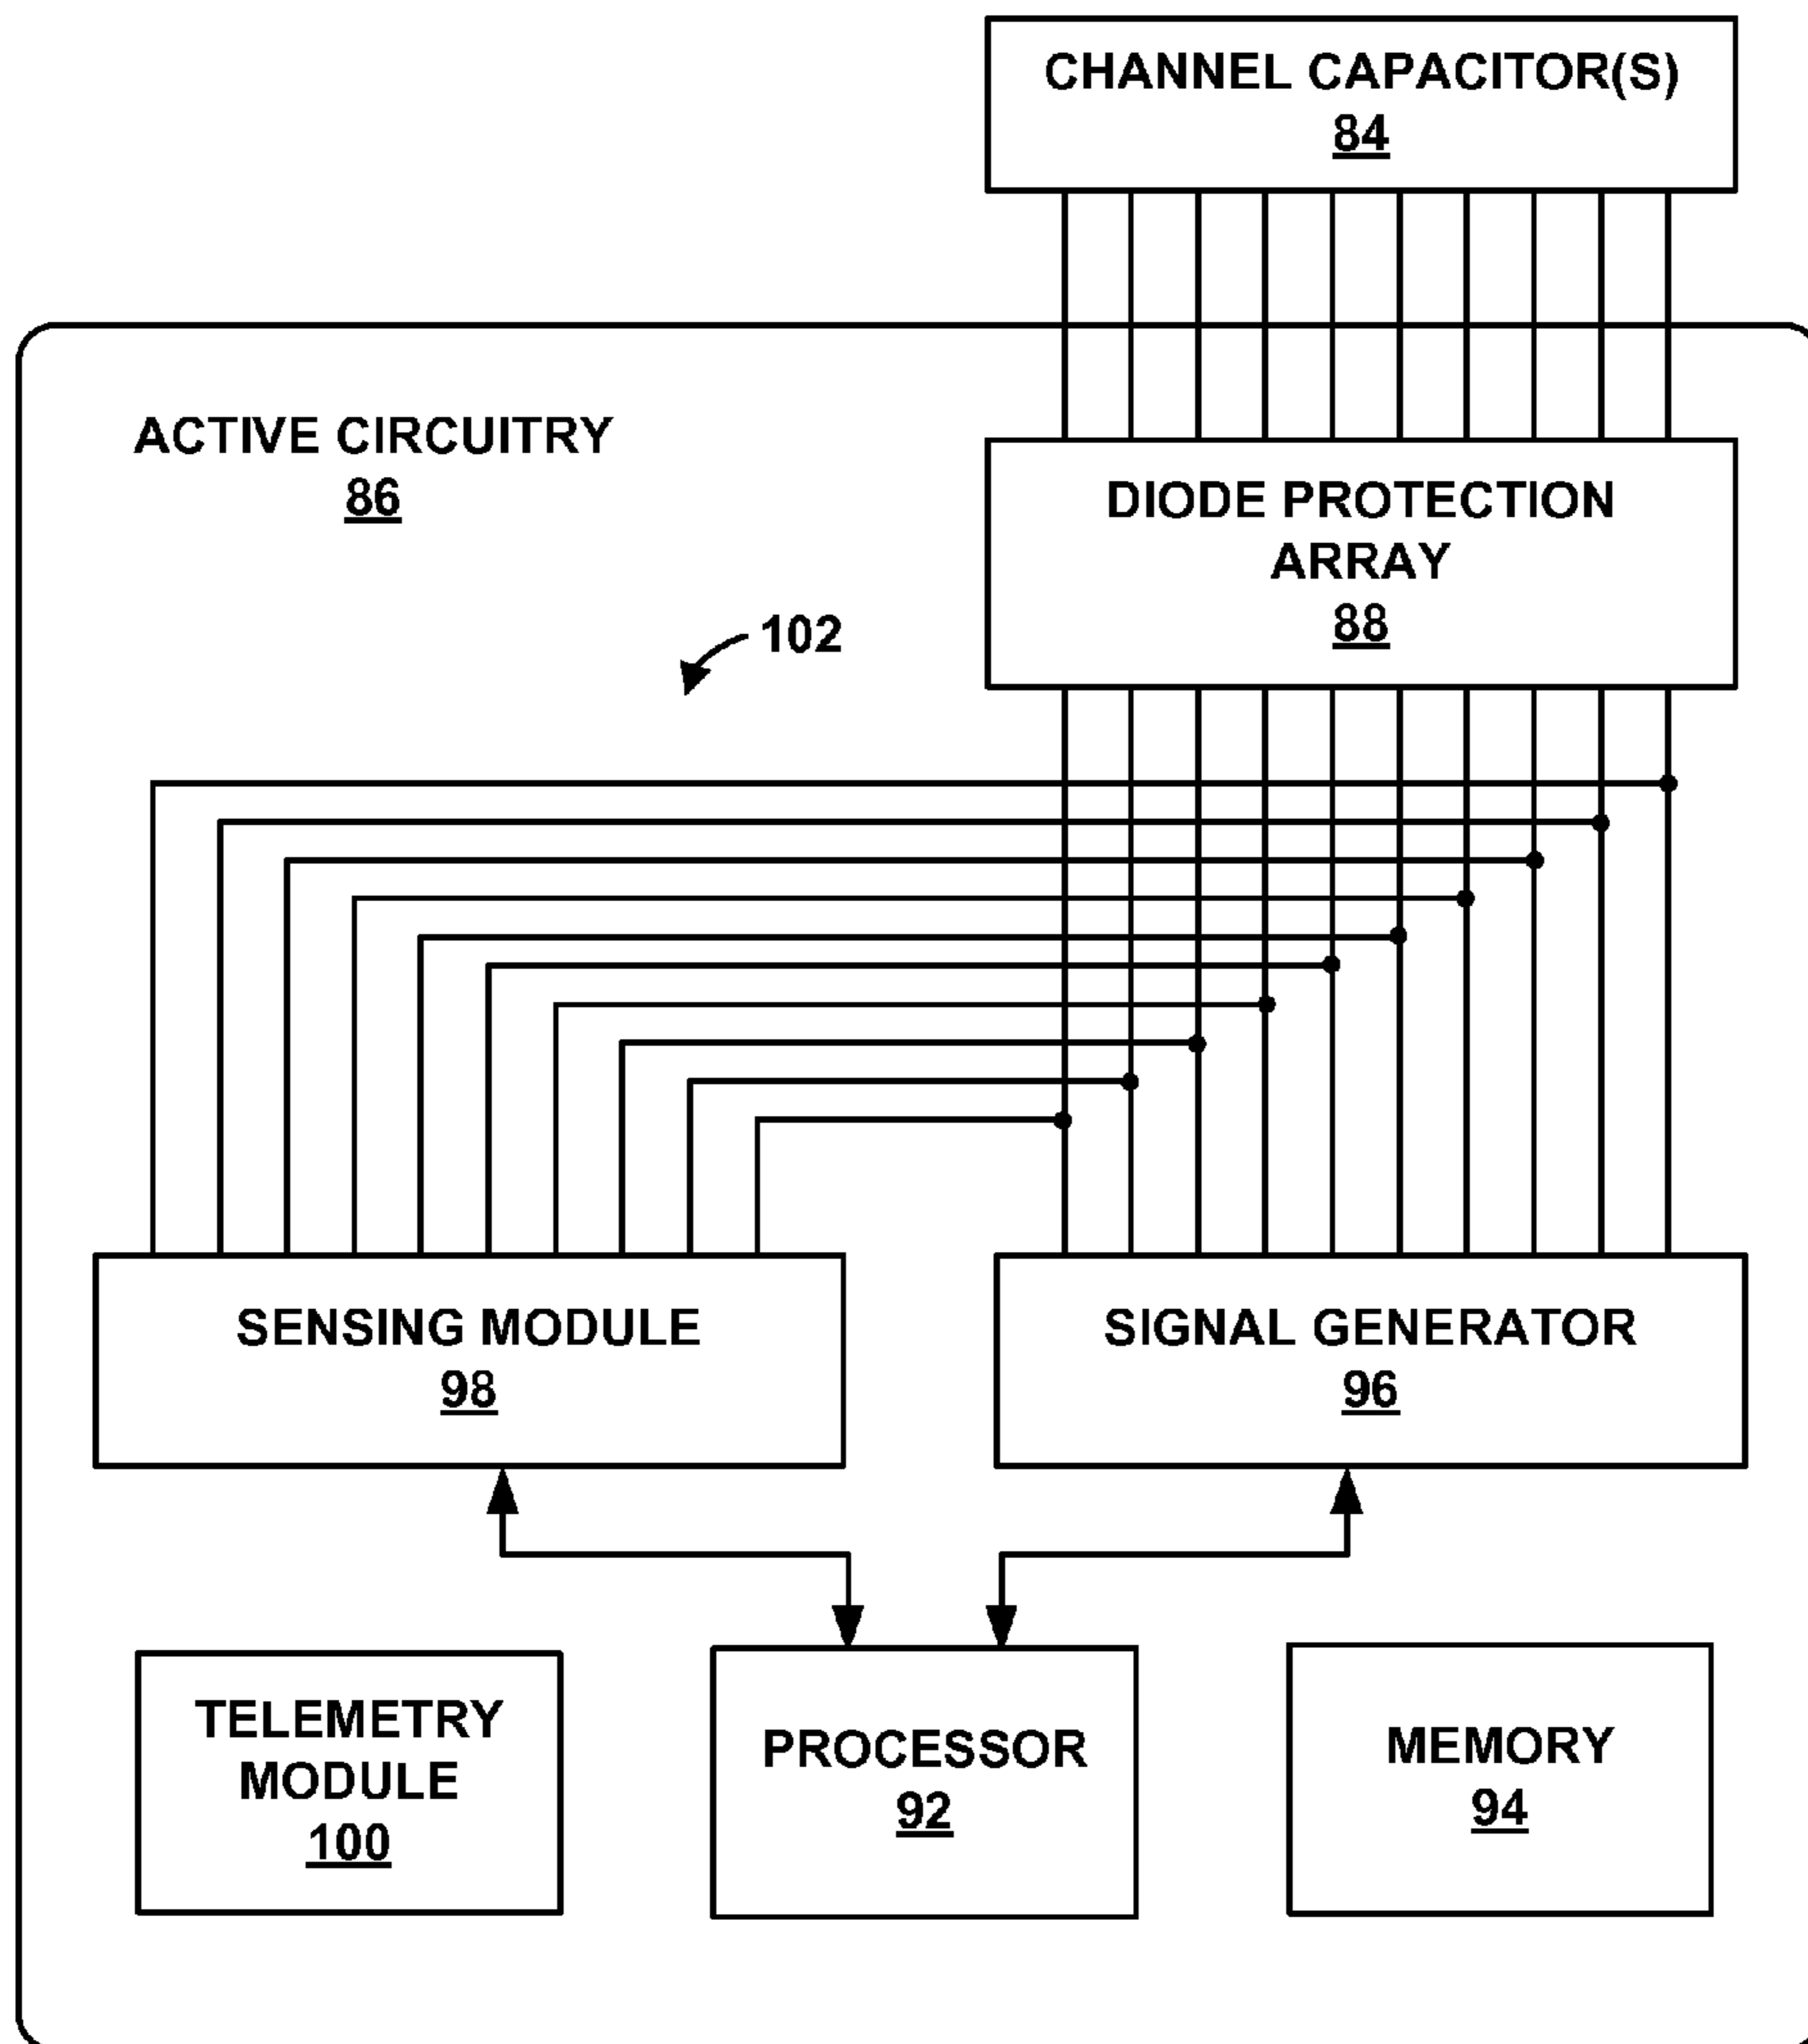 CHANNEL CAPACITOR(S)
84
ACTIVE CIRCUITRY
86
DIODE PROTECTION
ARRAY
88
102
SENSING MODULE
98
SIGNAL GENERATOR
96
TELEMETRY
MODULE
100
PROCESSOR
92
MEMORY
94